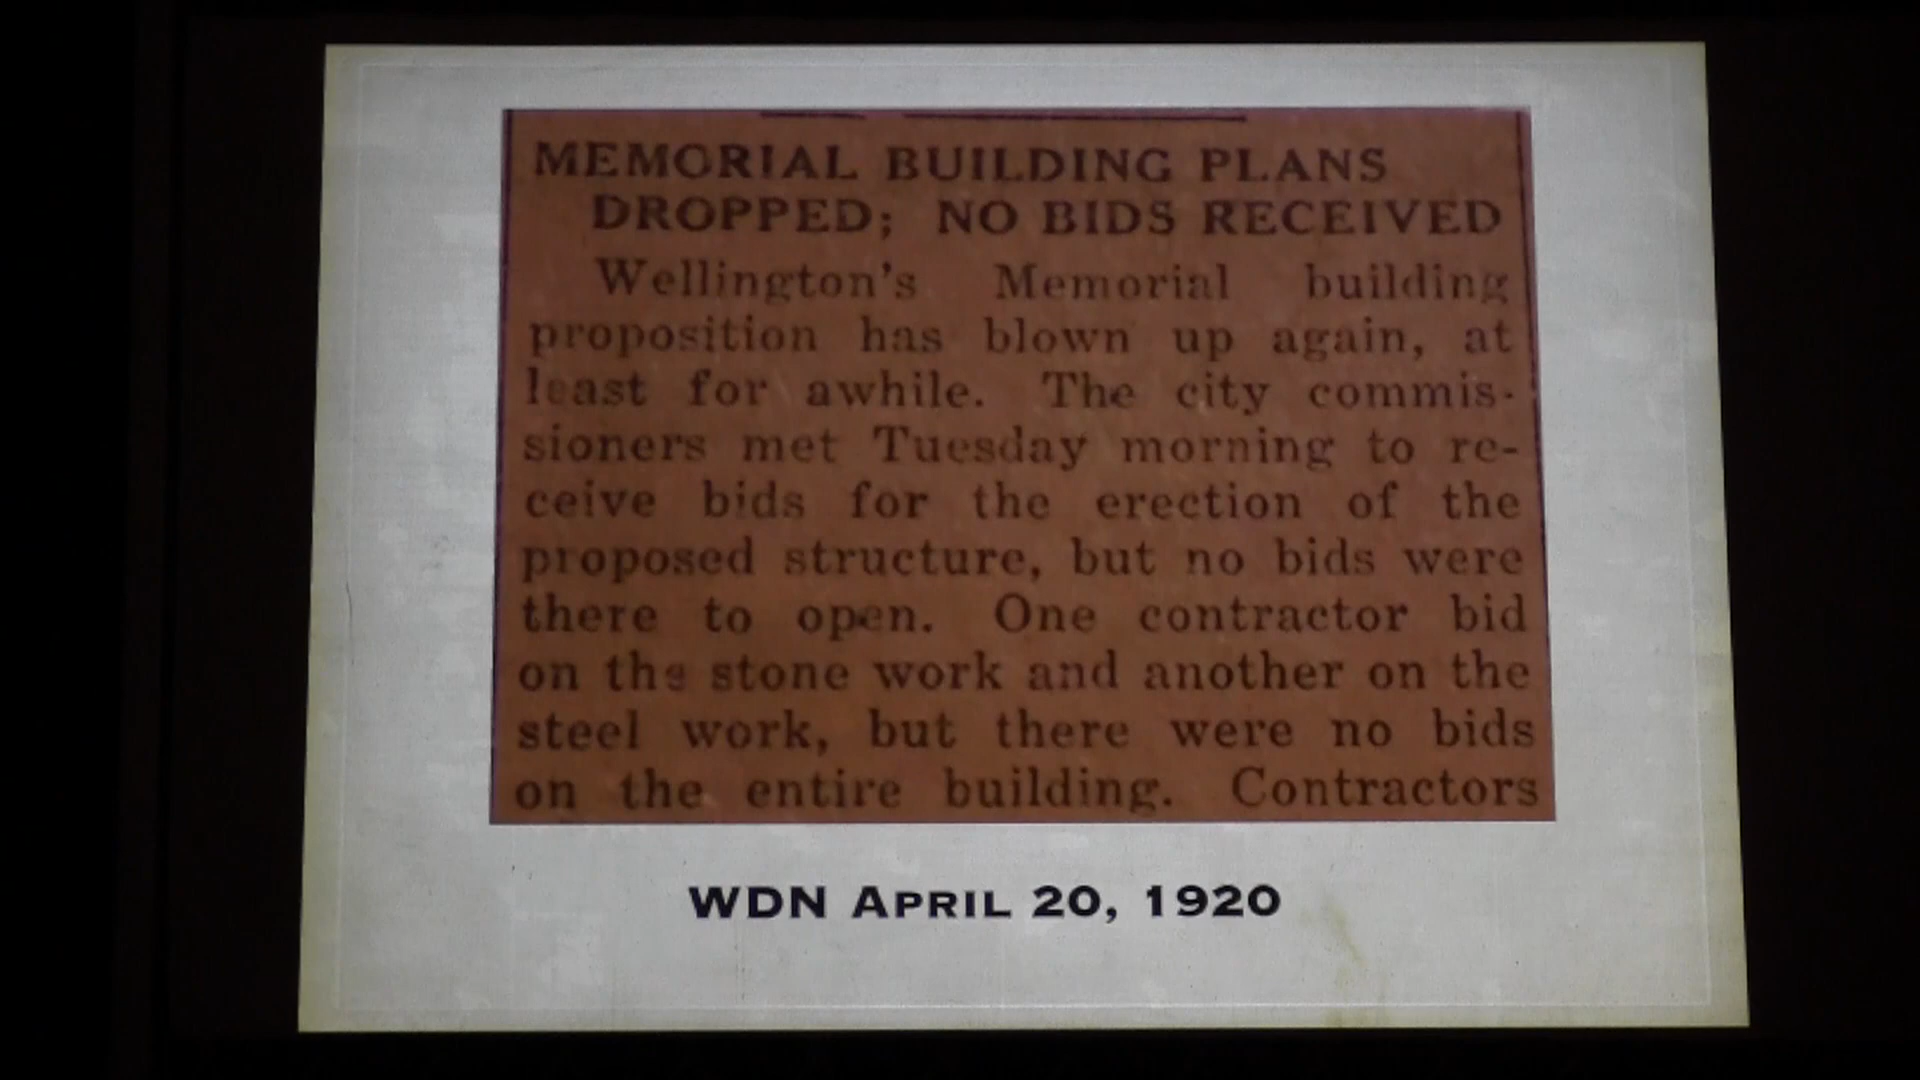 MEMORIAL BUILDING PLANS
DROPPED; NO BIDS RECEIVED
Wellington's Memorial building
proposition has blown up again, at
least for awhile. The city commis-
sioners met Tuesday morning to re-
ceive bids for the erection of the
proposed structure, but no bids were
there to open. One contractor bid
on the stone work and another on the
steel work, but there were no bids
on the entire building. Contractors
WDN APRIL 20, 1920